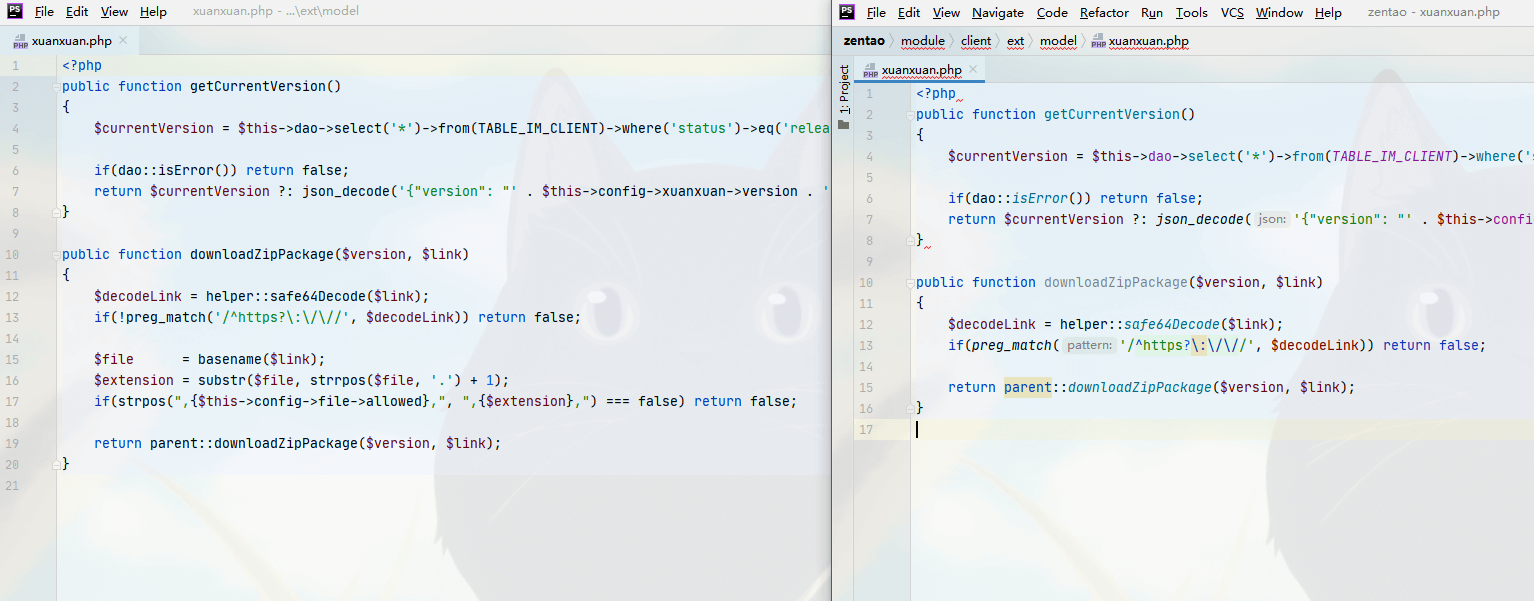 PS File Edit View Help xuanxuan.php - ...\ext\model
PHP xuanxuan.php ×
1 <?php
2 public function getCurrentVersion()
3 {
4 $currentVersion = $this->dao->select('*')->from(TABLE_IM_CLIENT)->where('status')->eq('relea
5
6 if(dao::isError()) return false;
7 return $currentVersion ?: json_decode('{"version": "' . $this->config->xuanxuan->version . '
8 }
9
10 public function downloadZipPackage($version, $link)
11 {
12 $decodeLink = helper::safe64Decode($link);
13 if(!preg_match('/^https?\:\/\//', $decodeLink)) return false;
14
15 $file      = basename($link);
16 $extension = substr($file, strrpos($file, '.') + 1);
17 if(strpos(",{$this->config->file->allowed},", ",{$extension},") === false) return false;
18
19 return parent::downloadZipPackage($version, $link);
20 }
21
PS File Edit View Navigate Code Refactor Run Tools VCS Window Help zentao - xuanxuan.php
zentao module client ext model PHP xuanxuan.php
1: Project
PHP xuanxuan.php ×
1 <?php
2 public function getCurrentVersion()
3 {
4 $currentVersion = $this->dao->select('*')->from(TABLE_IM_CLIENT)->where('s
5
6 if(dao::isError()) return false;
7 return $currentVersion ?: json_decode( json: '{"version": "' . $this->confi
8 }
9
10 public function downloadZipPackage($version, $link)
11 {
12 $decodeLink = helper::safe64Decode($link);
13 if(preg_match( pattern: '/^https?\:\/\//', $decodeLink)) return false;
14
15 return parent::downloadZipPackage($version, $link);
16 }
17